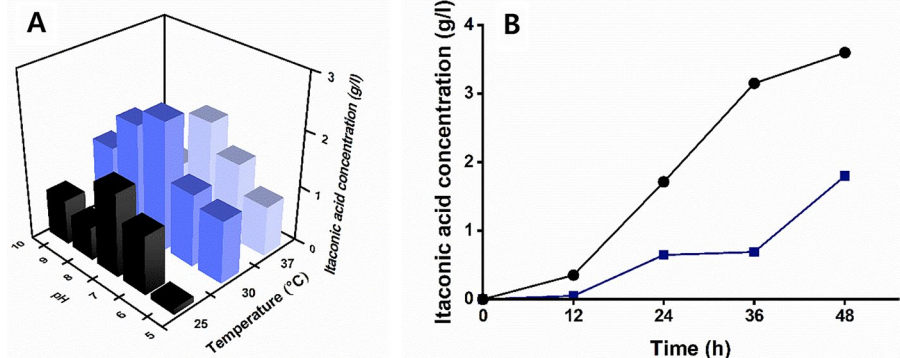 A
3
2
1
0
Itaconic acid concentration (g/l)
10
9
8
7
6
5
pH
25
30
37
Temperature (°C)
B
Itaconic acid concentration (g/l)
4
3
2
1
0
0 12 24 36 48
Time (h)